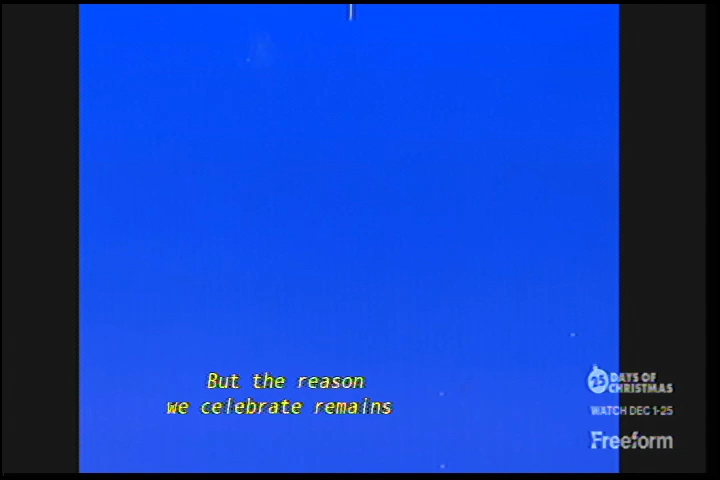 But the reason
we celebrate remains
25 DAYS OF
CHRISTMAS
WATCH DEC 1-25
Freeform